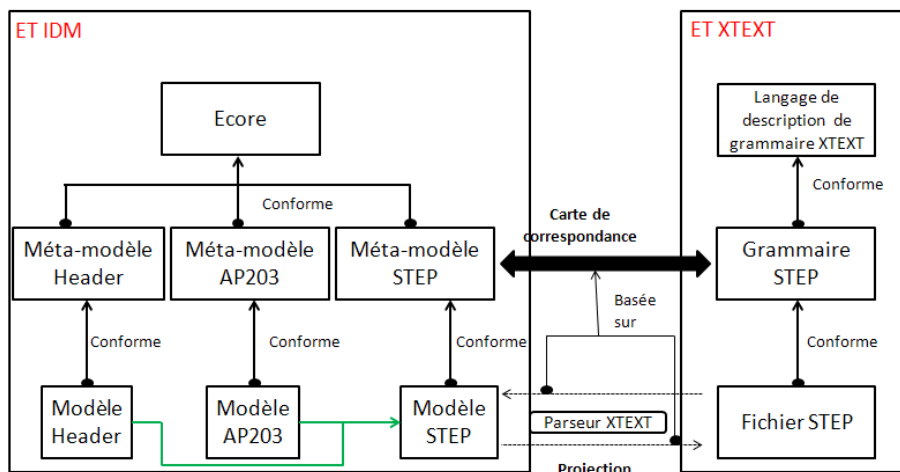 ET IDM
ET XTEXT
Ecore
Langage de
description de
grammaire XTEXT
Conforme
Conforme
Carte de
correspondance
Méta-modèle
Header
Méta-modèle
AP203
Méta-modèle
STEP
Grammaire
STEP
Basée
sur
Conforme
Conforme
Conforme
Conforme
Modèle
Header
Modèle
AP203
Modèle
STEP
Parseur XTEXT
Fichier STEP
Projection